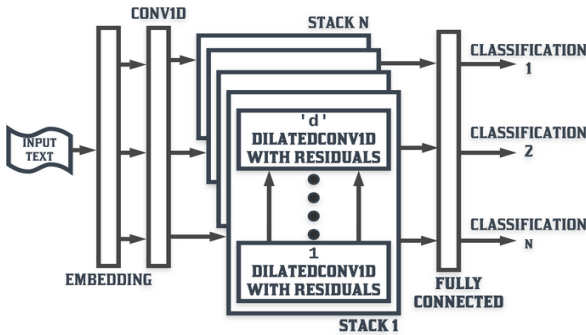 CONV1D
STACK N
CLASSIFICATION
1
INPUT
TEXT
'd'
DILATEDCONV1D
WITH RESIDUALS
CLASSIFICATION
2
1
DILATEDCONV1D
WITH RESIDUALS
CLASSIFICATION
N
EMBEDDING
STACK 1
FULLY
CONNECTED